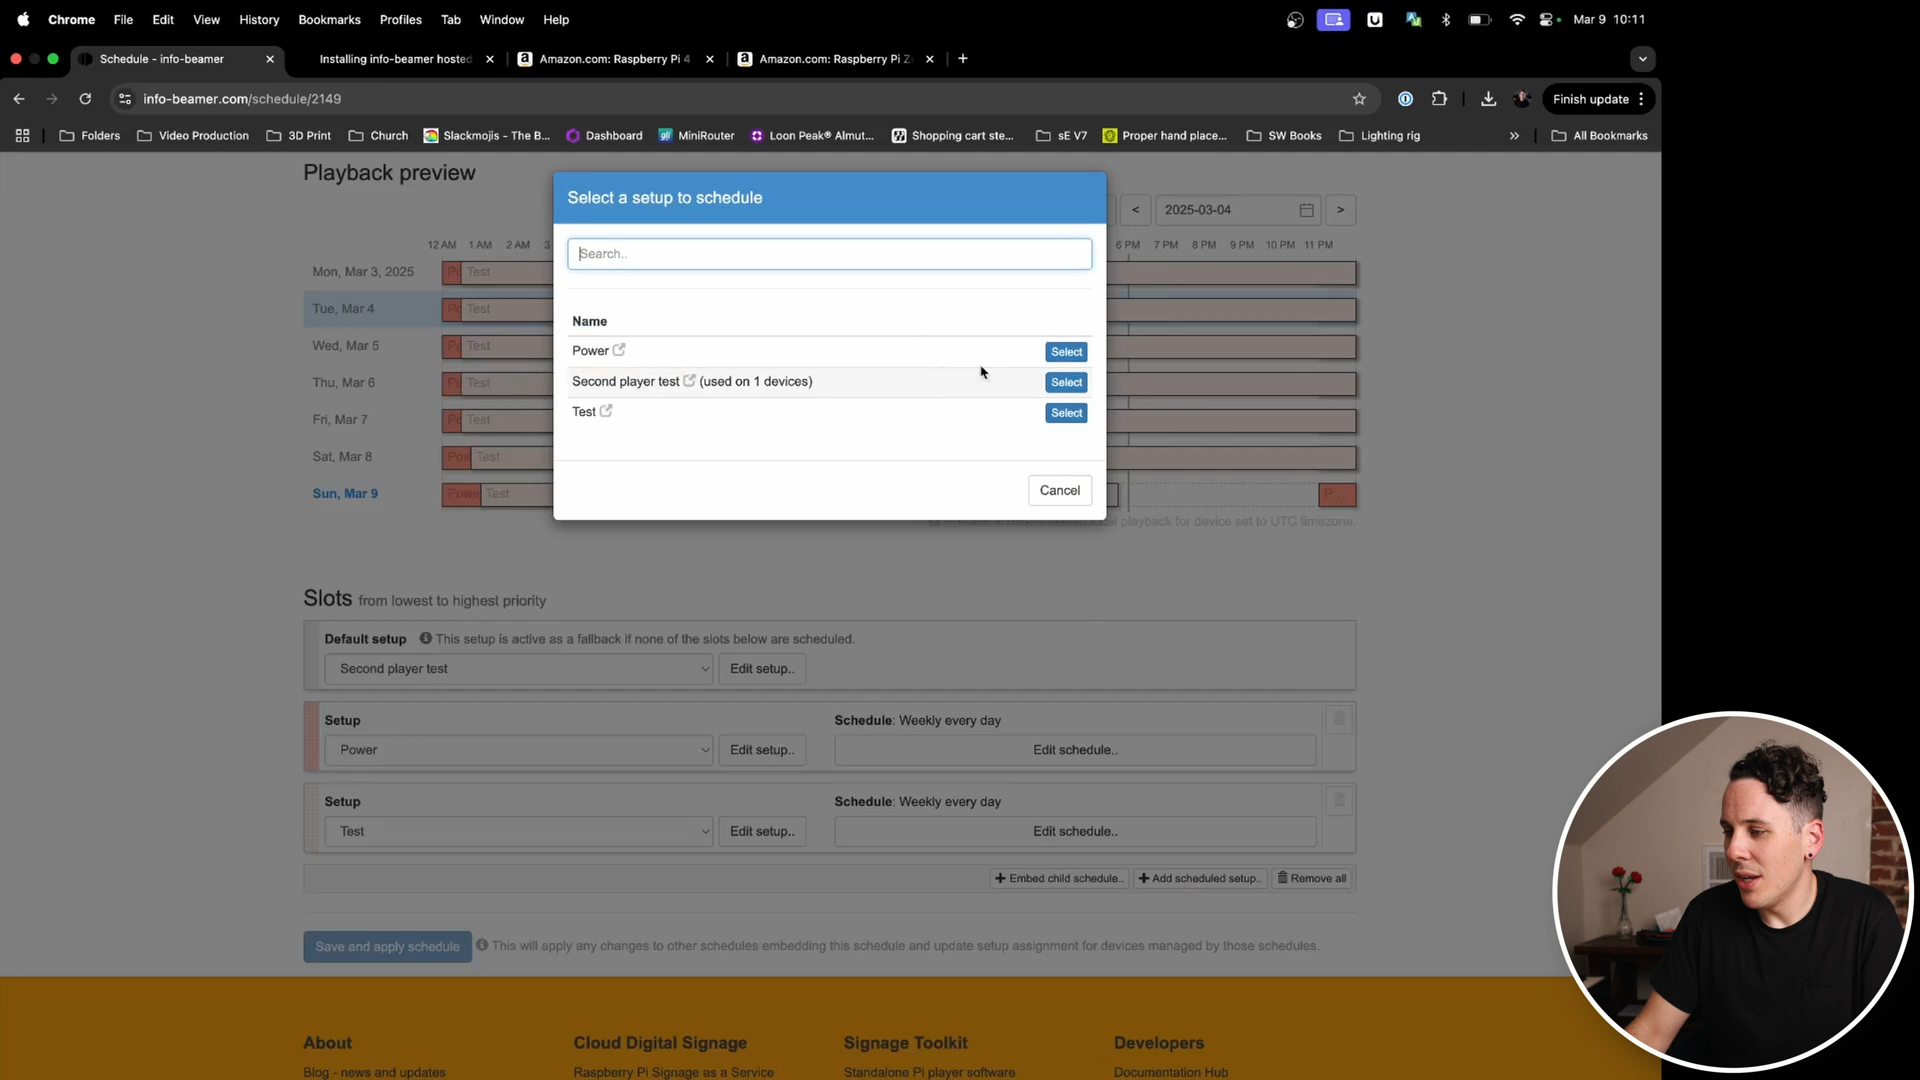 Chrome File Edit View History Bookmarks Profiles Tab Window Help Mar 9 10:11
Schedule - info-beamer Installing info-beamer hosted Amazon.com: Raspberry Pi 4 Amazon.com: Raspberry Pi Z
info-beamer.com/schedule/2149 Finish update
Folders Video Production 3D Print Church Slackmojis - The B... Dashboard MiniRouter Loon Peak® Almut... Shopping cart ste... sE V7 Proper hand place... SW Books Lighting rig » All Bookmarks
Playback preview
Select a setup to schedule
< 2025-03-04 >
Search..
12 AM 1 AM 2 AM 3 6 PM 7 PM 8 PM 9 PM 10 PM 11 PM
Mon, Mar 3, 2025 Test
Tue, Mar 4 Test
Wed, Mar 5 Test
Thu, Mar 6 Test
Fri, Mar 7 Test
Sat, Mar 8 Pow Test
Sun, Mar 9 Powe Test P...
Name
Power Select
Second player test (used on 1 devices) Select
Test Select
Cancel
playback for device set to UTC timezone.
Slots from lowest to highest priority
Default setup This setup is active as a fallback if none of the slots below are scheduled.
Second player test Edit setup..
Setup Schedule: Weekly every day
Power Edit setup.. Edit schedule..
Setup Schedule: Weekly every day
Test Edit setup.. Edit schedule..
+ Embed child schedule.. + Add scheduled setup.. Remove all
Save and apply schedule This will apply any changes to other schedules embedding this schedule and update setup assignment for devices managed by those schedules.
About Cloud Digital Signage Signage Toolkit Developers
Blog - news and updates Raspberry Pi Signage as a Service Standalone Pi player software Documentation Hub